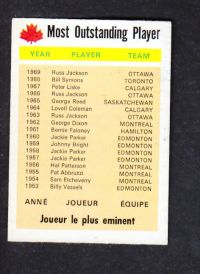 Most Outstanding Player
YEAR PLAYER TEAM
1969 Russ Jackson OTTAWA
1968 Bill Symons TORONTO
1967 Peter Liske CALGARY
1966 Russ Jackson OTTAWA
1965 George Reed SASKATCHEWAN
1964 Lovell Coleman CALGARY
1963 Russ Jackson OTTAWA
1962 George Dixon MONTREAL
1961 Bernie Faloney HAMILTON
1960 Jackie Parker EDMONTON
1959 Johnny Bright EDMONTON
1958 Jackie Parker EDMONTON
1957 Jackie Parker EDMONTON
1956 Hal Patterson MONTREAL
1955 Pat Abbruzzi MONTREAL
1954 Sam Etcheverry MONTREAL
1953 Billy Vessels EDMONTON
ANNÉ JOUEUR ÉQUIPE
Joueur le plus eminent